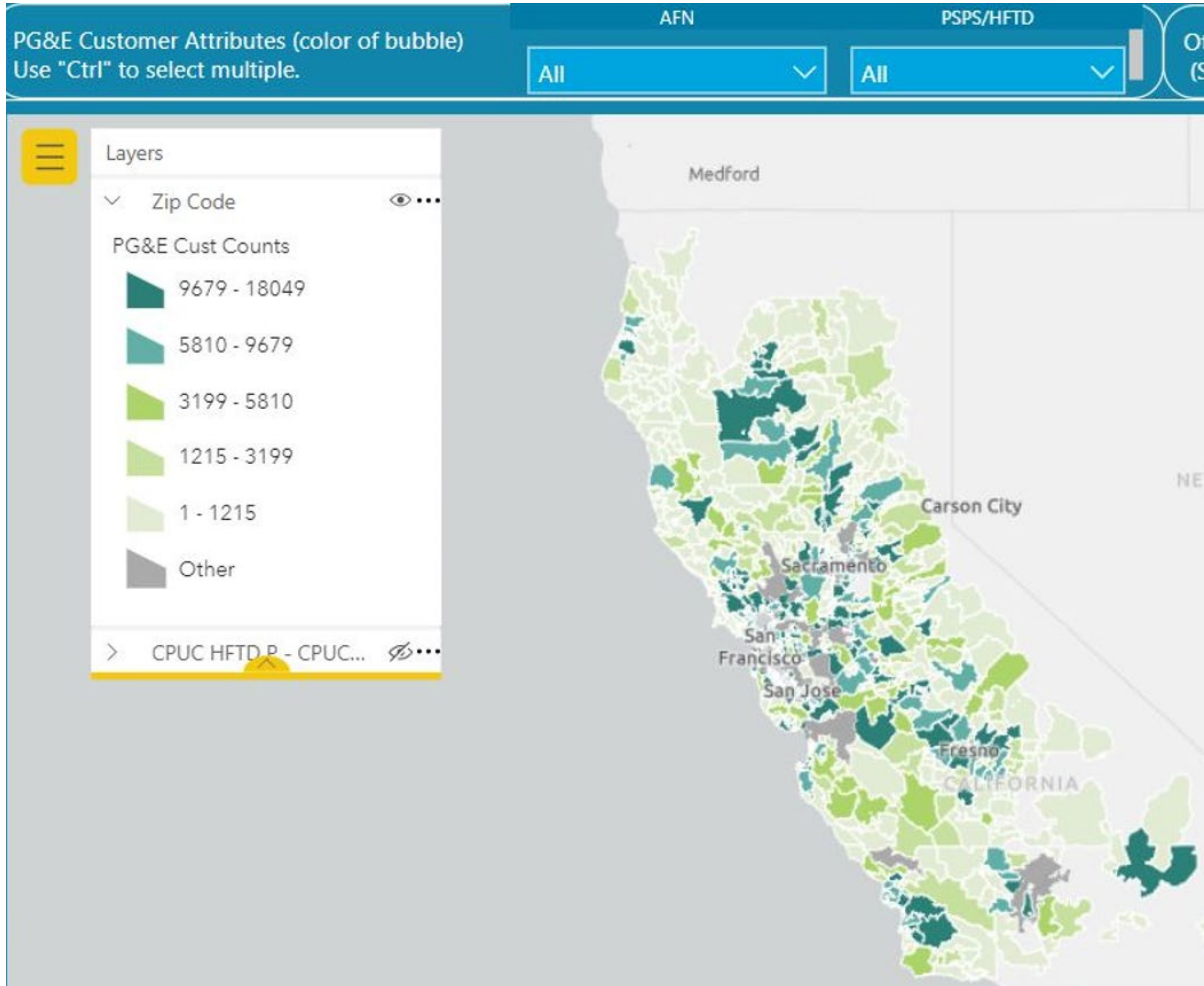 PG&E Customer Attributes (color of bubble)
Use "Ctrl" to select multiple.
AFN
All
PSPS/HFTD
All
Layers
Zip Code
PG&E Cust Counts
9679 - 18049
5810 - 9679
3199 - 5810
1215 - 3199
1 - 1215
Other
CPUC HFTD P - CPUC...
Medford
Carson City
Sacramento
San
Francisco
San Jose
Fresno
CALIFORNIA
NE